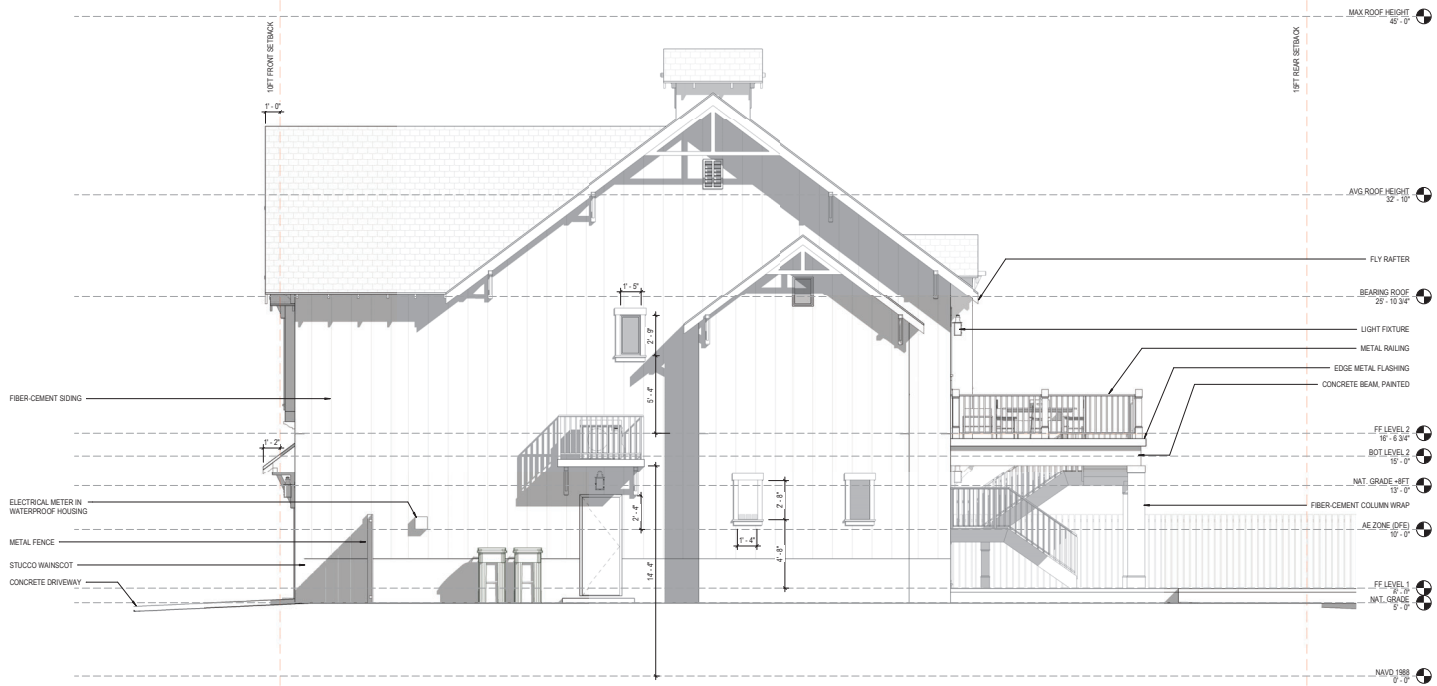 MAX ROOF HEIGHT
45' - 0"
10FT FRONT SETBACK
15FT REAR SETBACK
1' - 0"
AVG ROOF HEIGHT
32' - 10"
FLY RAFTER
1' - 5"
BEARING ROOF
25' - 10 3/4"
LIGHT FIXTURE
2' - 9"
METAL RAILING
EDGE METAL FLASHING
CONCRETE BEAM, PAINTED
FIBER-CEMENT SIDING
5' - 4"
FF LEVEL 2
16' - 6 3/4"
1' - 2"
BOT LEVEL 2
15' - 0"
NAT. GRADE +8FT
13' - 0"
2' - 8"
ELECTRICAL METER IN
WATERPROOF HOUSING
2' - 4"
FIBER-CEMENT COLUMN WRAP
AE ZONE (DFE)
10' - 0"
METAL FENCE
1' - 4"
4' - 8"
STUCCO WAINSCOT
14' - 4"
CONCRETE DRIVEWAY
FF LEVEL 1
6' - 0"
NAT. GRADE
5' - 0"
NAVD 1988
0' - 0"